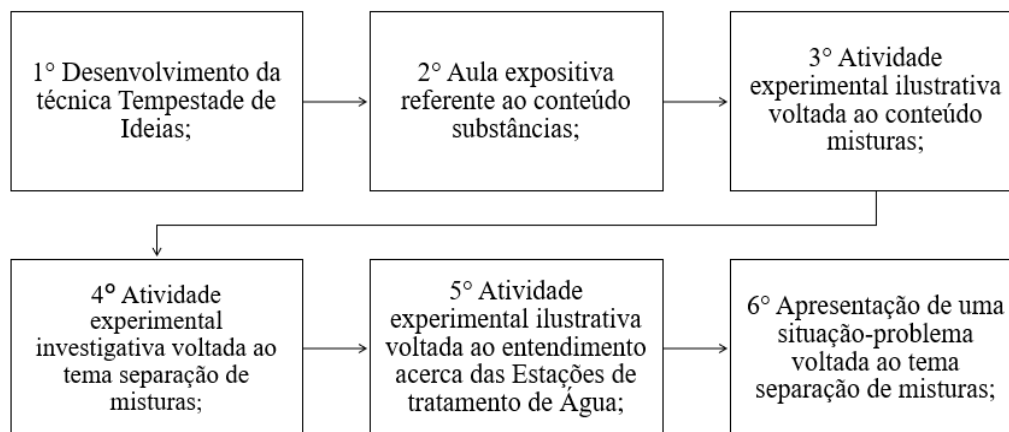 1° Desenvolvimento da
técnica Tempestade de
Ideias;
2° Aula expositiva
referente ao conteúdo
substâncias;
3° Atividade
experimental ilustrativa
voltada ao conteúdo
misturas;
4° Atividade
experimental
investigativa voltada ao
tema separação de
misturas;
5° Atividade
experimental ilustrativa
voltada ao entendimento
acerca das Estações de
tratamento de Água;
6° Apresentação de uma
situação-problema
voltada ao tema
separação de misturas;